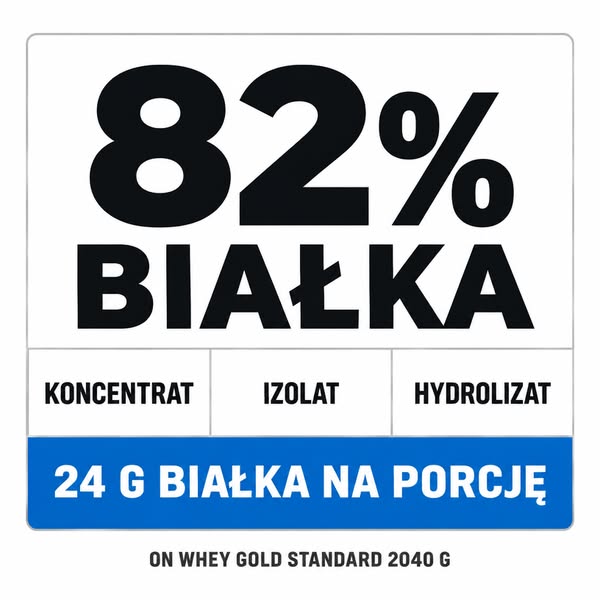 82%
BIAŁKA
KONCENTRAT IZOLAT HYDROLIZAT
24 G BIAŁKA NA PORCJĘ
ON WHEY GOLD STANDARD 2040 G